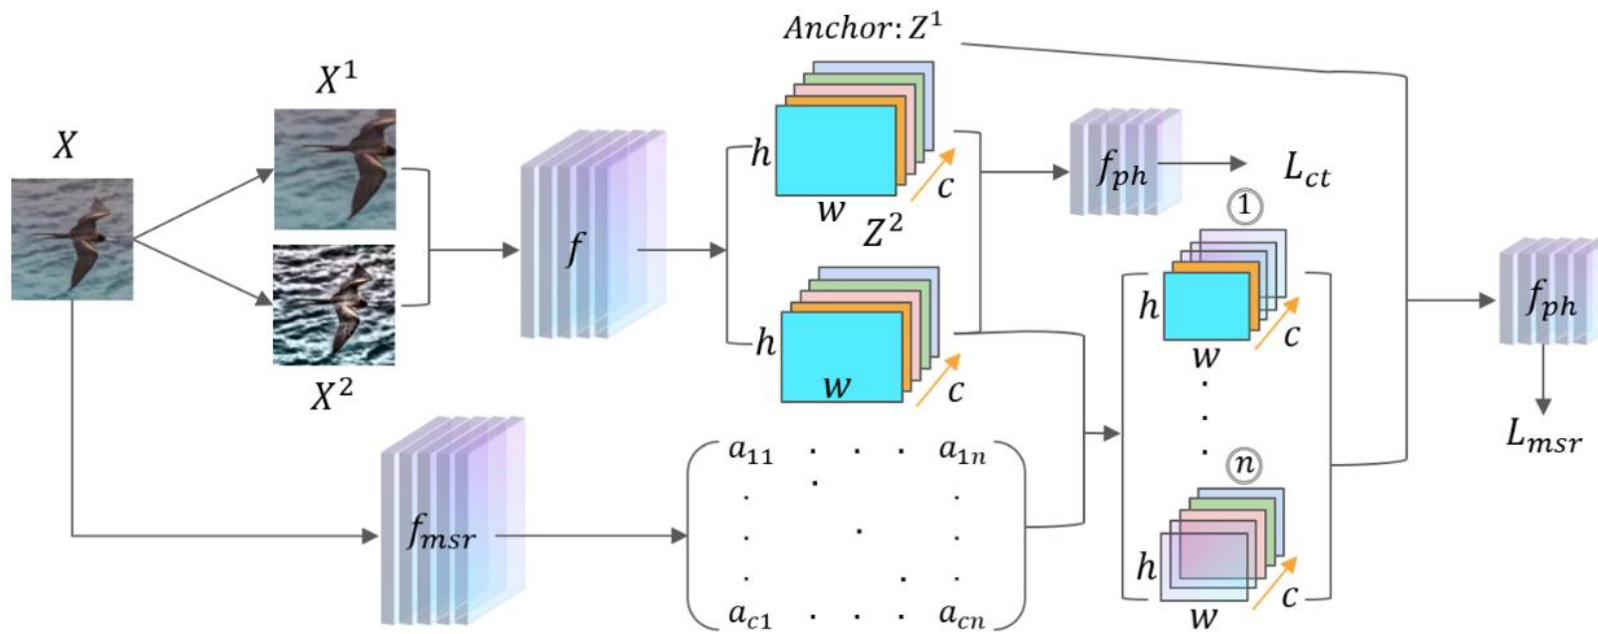 Anchor: Z¹
X¹
X
X²
f
h
w
c
Z²
h
w
c
f_ph
L_ct
f_msr
a₁₁ · · · a₁ₙ
· · ·
· · ·
· · ·
a_c1 · · · a_cn
①
h
w
c
·
·
·
ⓝ
h
w
c
f_ph
L_msr